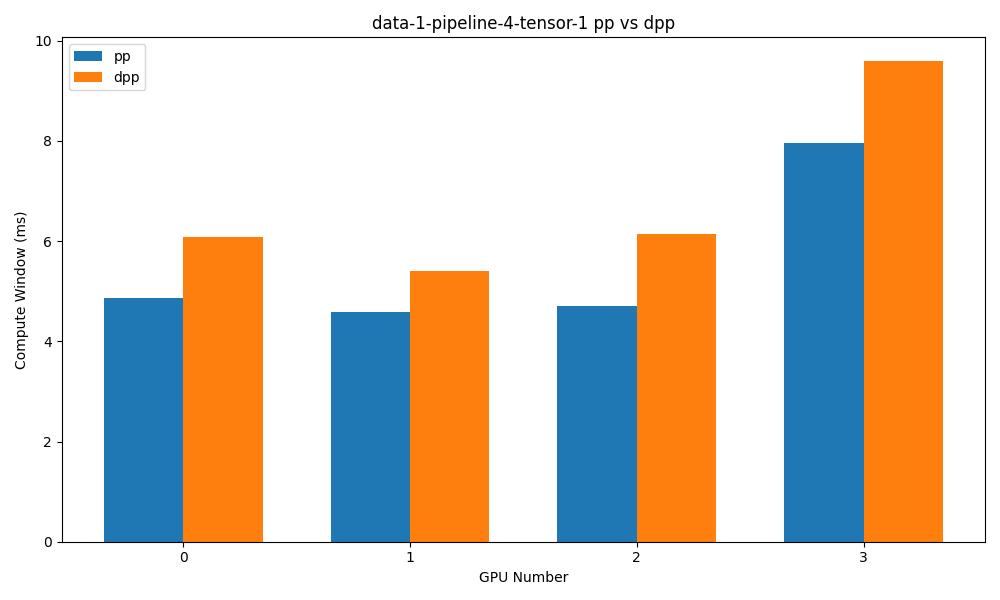 data-1-pipeline-4-tensor-1 pp vs dpp
pp
dpp
Compute Window (ms)
10
8
6
4
2
0
0 1 2 3
GPU Number